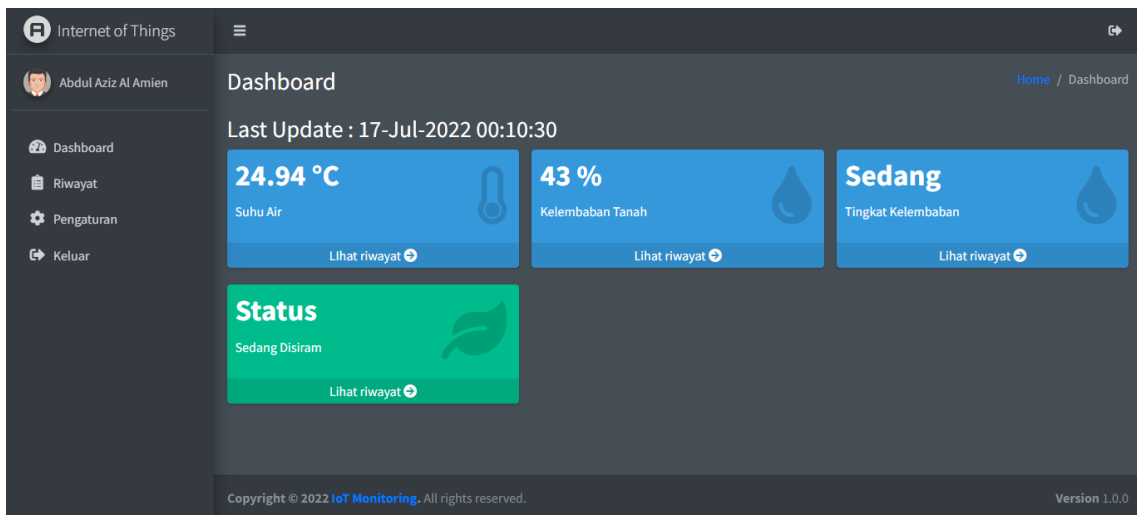 Internet of Things
Abdul Aziz Al Amien
Dashboard
Riwayat
Pengaturan
Keluar
Dashboard
Home / Dashboard
Last Update : 17-Jul-2022 00:10:30
24.94 °C
Suhu Air
LIhat riwayat
43 %
Kelembaban Tanah
Lihat riwayat
Sedang
Tingkat Kelembaban
Lihat riwayat
Status
Sedang Disiram
Lihat riwayat
Copyright © 2022 IoT Monitoring. All rights reserved.
Version 1.0.0